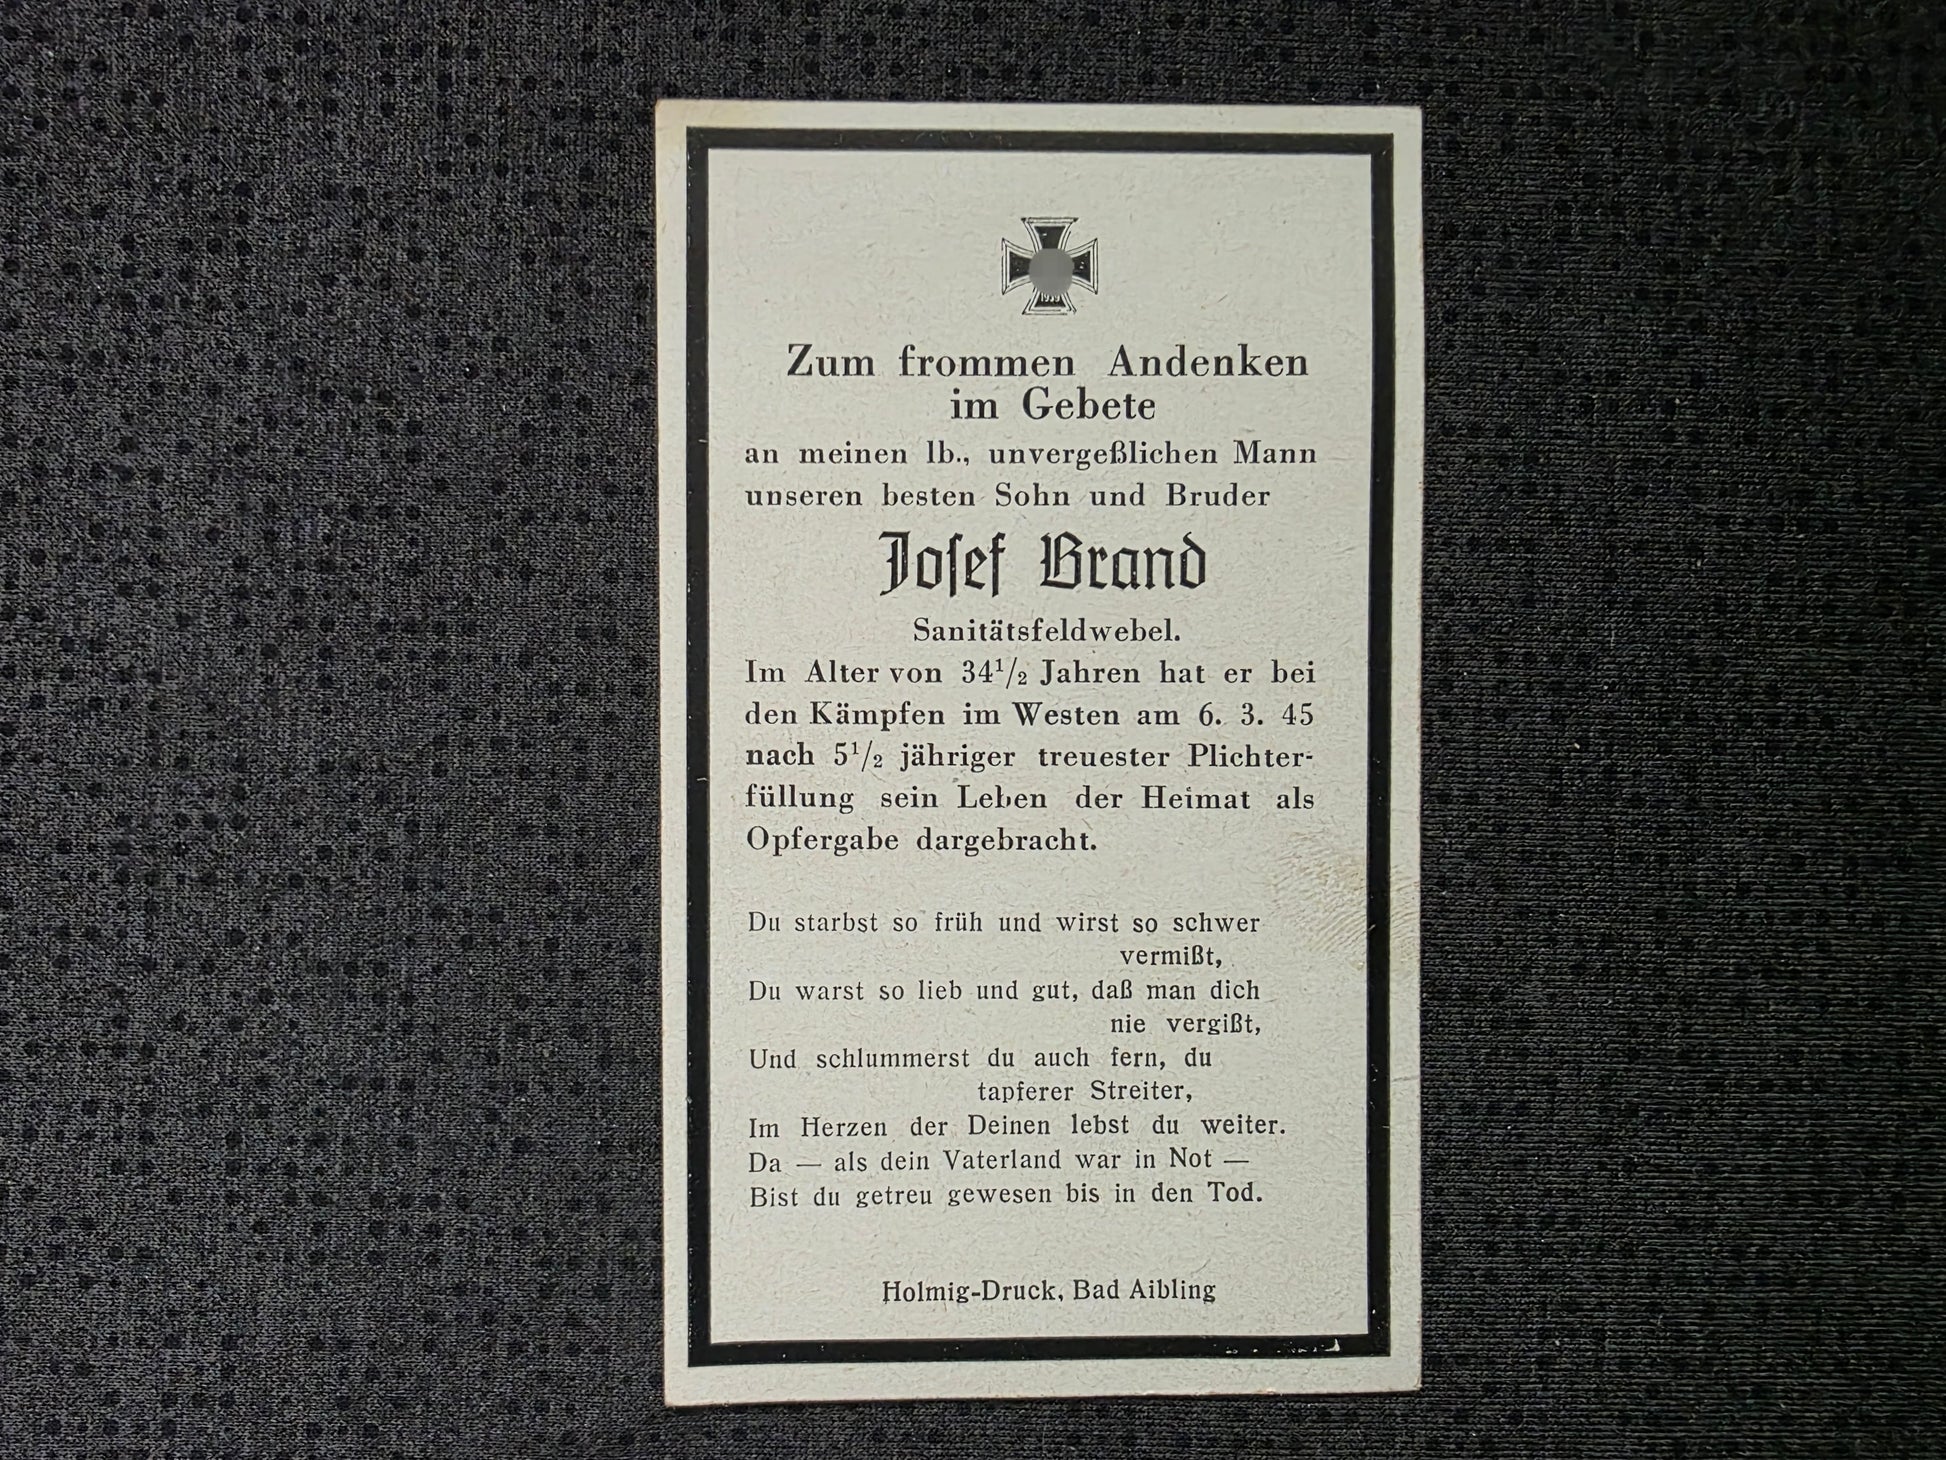 1939
Zum frommen Andenken
im Gebete
an meinen lb., unvergeßlichen Mann
unseren besten Sohn und Bruder
Joſef Brand
Sanitätsfeldwebel.
Im Alter von 34¹/₂ Jahren hat er bei
den Kämpfen im Westen am 6. 3. 45
nach 5¹/₂ jähriger treuester Plichter-
füllung sein Leben der Heimat als
Opfergabe dargebracht.
Du starbst so früh und wirst so schwer
vermißt,
Du warst so lieb und gut, daß man dich
nie vergißt,
Und schlummerst du auch fern, du
tapferer Streiter,
Im Herzen der Deinen lebst du weiter.
Da — als dein Vaterland war in Not —
Bist du getreu gewesen bis in den Tod.
Holmig-Druck, Bad Aibling